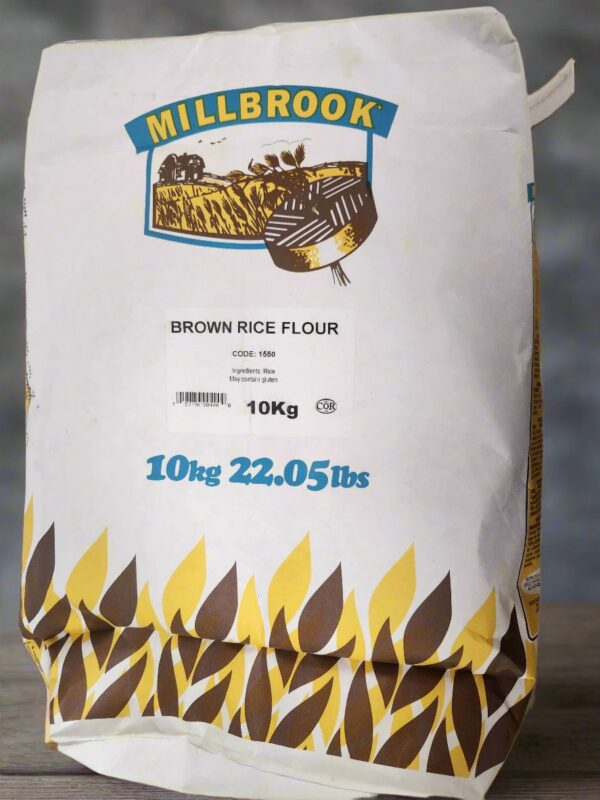 MILLBROOK
BROWN RICE FLOUR
CODE: 1550
Ingredients: Rice
May contain gluten
10Kg
COR
10kg 22.05lbs